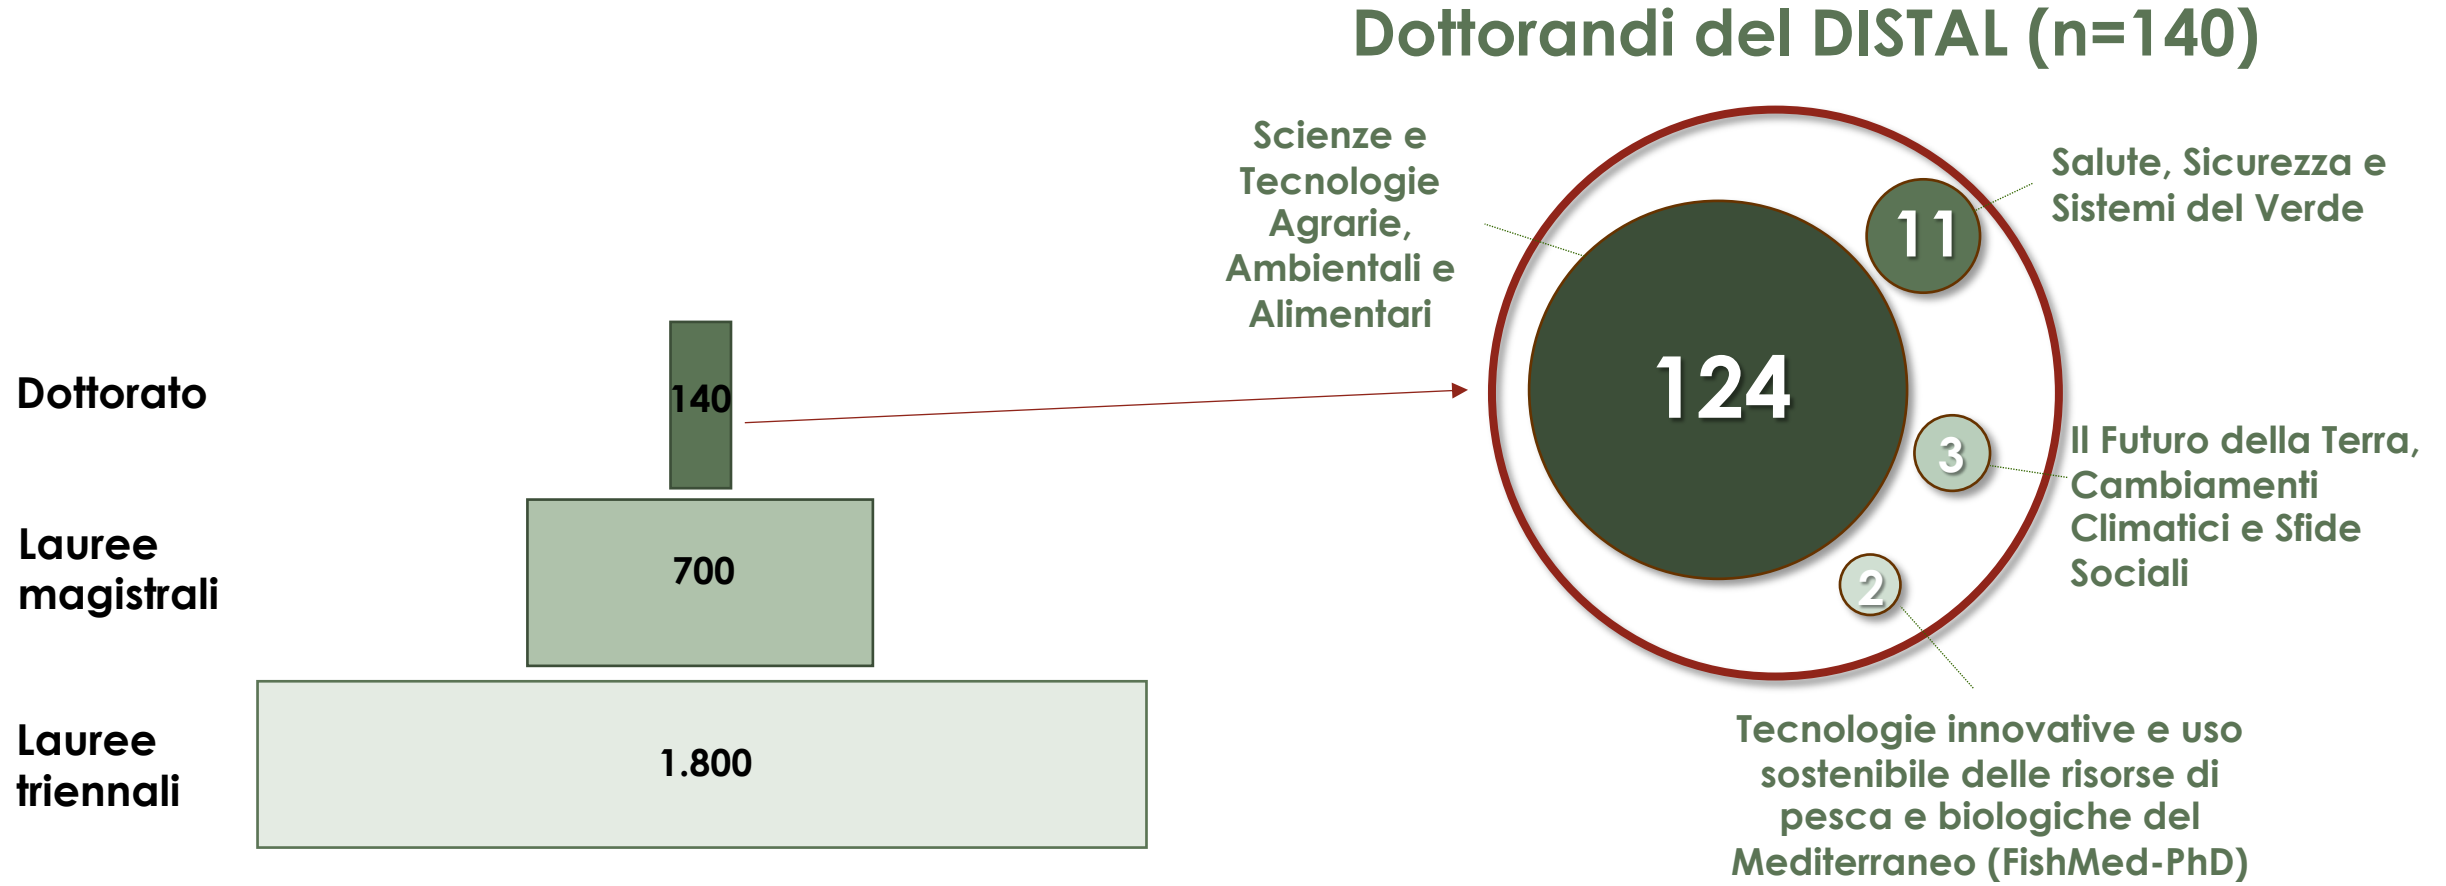 Dottorandi del DISTAL (n=140)
Scienze e
Tecnologie
Agrarie,
Ambientali e
Alimentari
Salute, Sicurezza e
Sistemi del Verde
11
124
3
2
Il Futuro della Terra,
Cambiamenti
Climatici e Sfide
Sociali
Tecnologie innovative e uso
sostenibile delle risorse di
pesca e biologiche del
Mediterraneo (FishMed-PhD)
Dottorato
140
Lauree
magistrali
700
Lauree
triennali
1.800